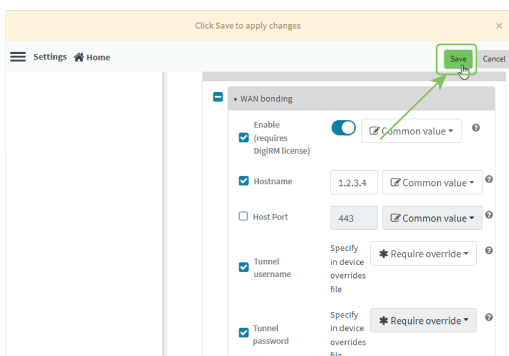 Click Save to apply changes ×
Settings Home
Save Cancel
WAN bonding
Enable
(requires
DigiRM license)
Common value
Hostname 1.2.3.4 Common value
Host Port 443 Common value
Specify
in device
overrides
file
Tunnel
username
Require override
Specify
in device
overrides
file
Tunnel
password
Require override